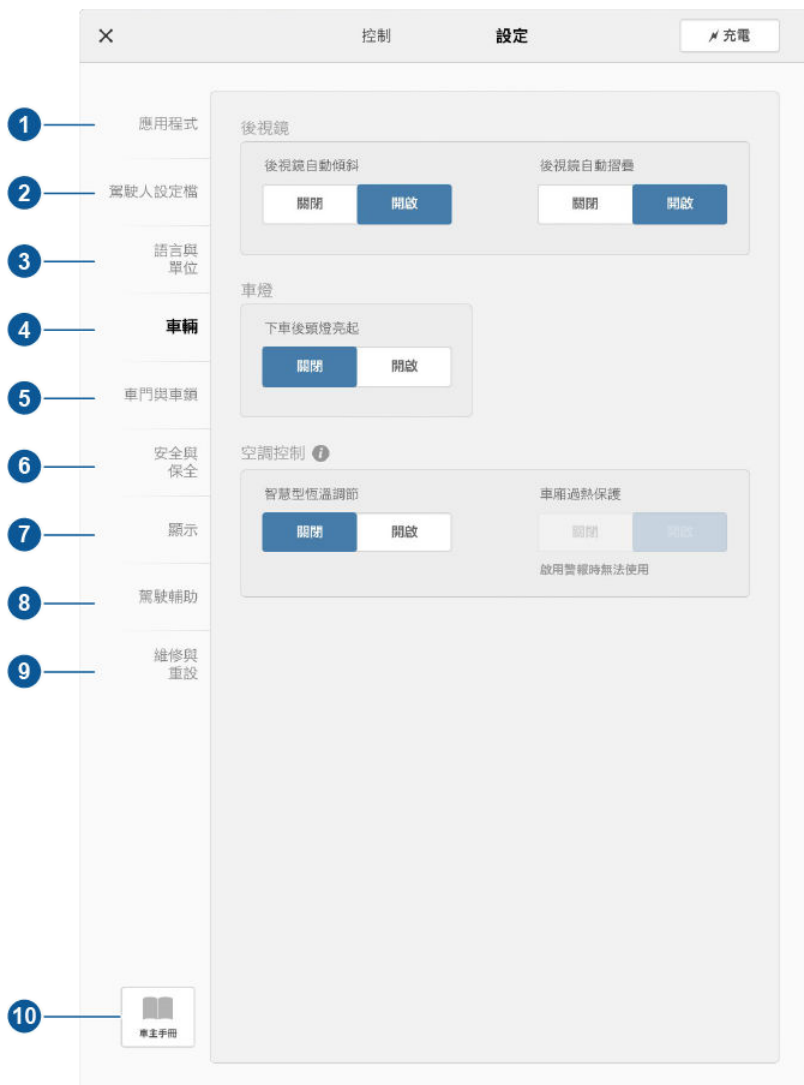 控制
設定
充電
1
應用程式
2
駕駛人設定檔
3
語言與
單位
4
車輛
5
車門與車鎖
6
安全與
保全
7
顯示
8
駕駛輔助
9
維修與
重設
10
車主手冊
後視鏡
後視鏡自動傾斜
關閉 開啟
後視鏡自動摺疊
關閉 開啟
車燈
下車後頭燈亮起
關閉 開啟
空調控制 i
智慧型恆溫調節
關閉 開啟
車廂過熱保護
關閉 開啟
啟用警報時無法使用